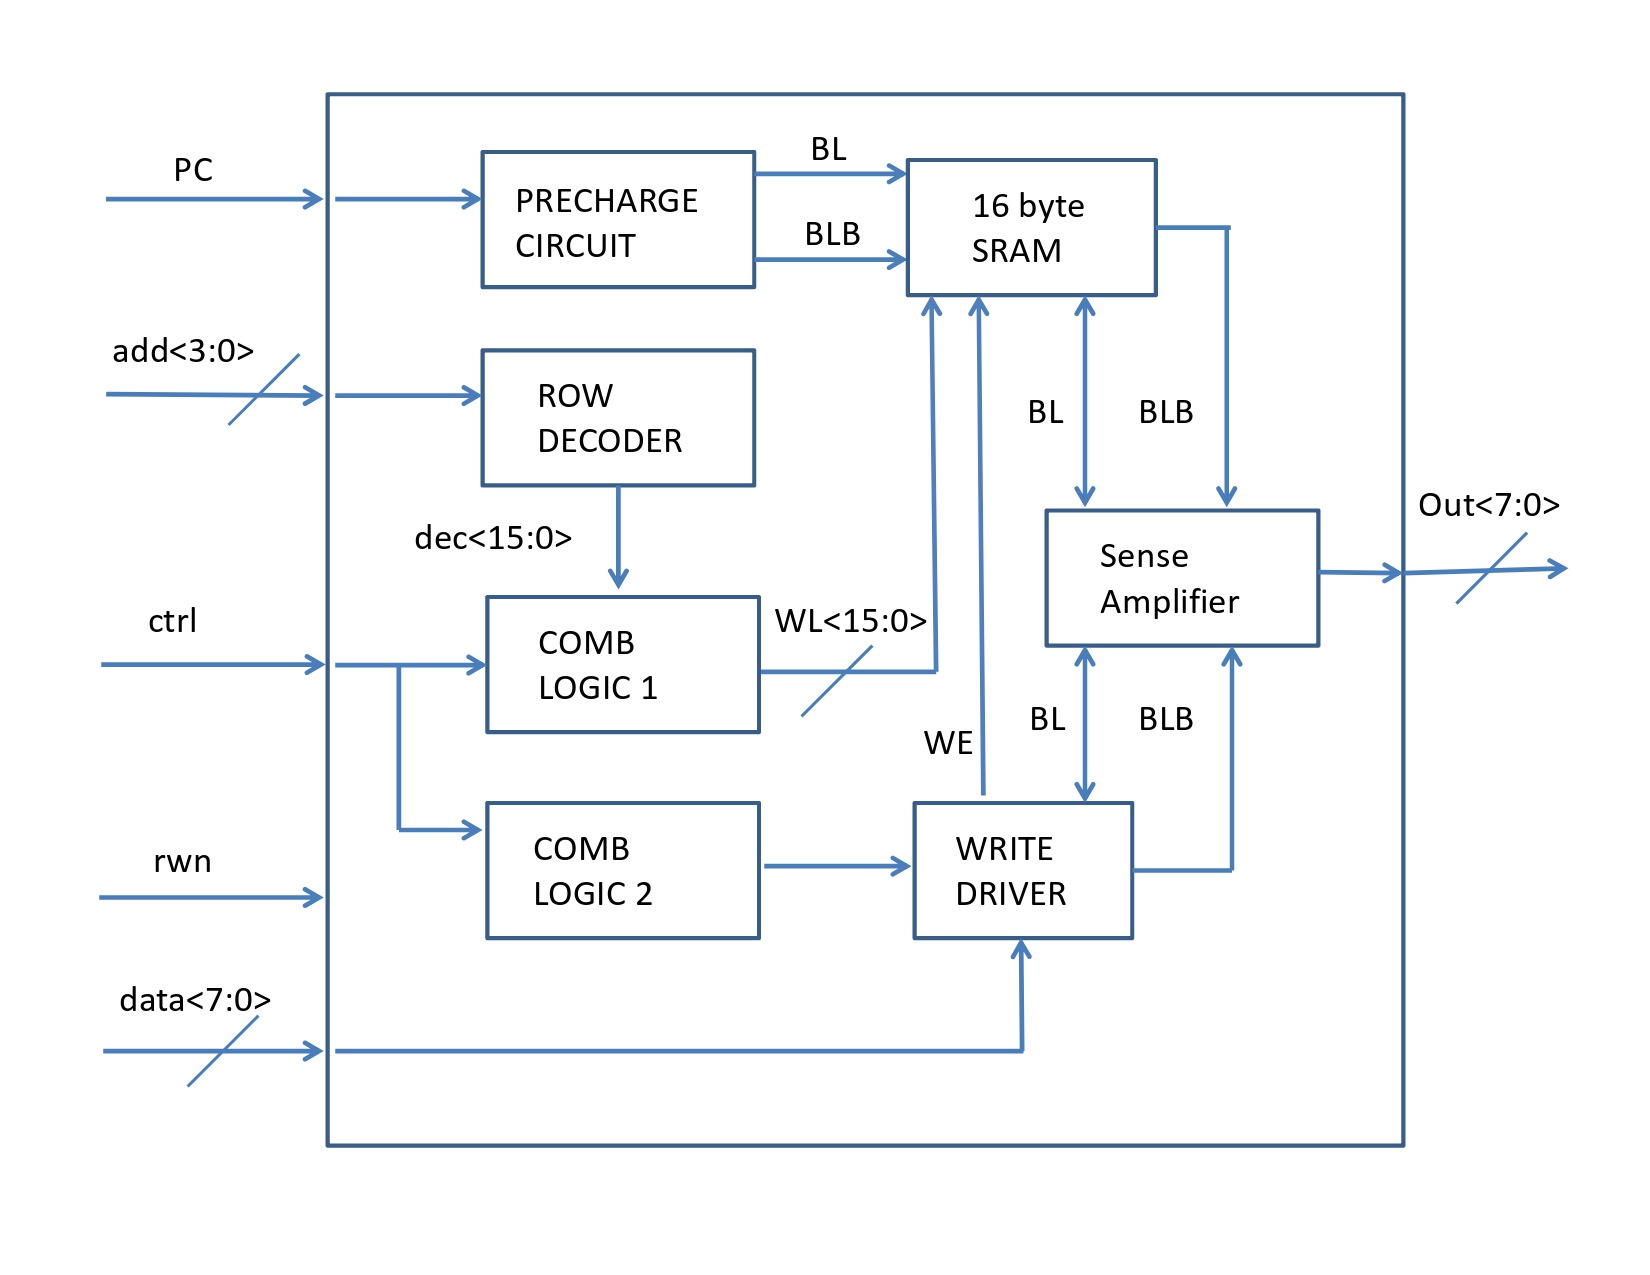 PC
BL
PRECHARGE
CIRCUIT
BLB
16 byte
SRAM
add<3:0>
ROW
DECODER
BL
BLB
dec<15:0>
Out<7:0>
Sense
Amplifier
ctrl
COMB
LOGIC 1
WL<15:0>
WE
BL
BLB
rwn
COMB
LOGIC 2
WRITE
DRIVER
data<7:0>